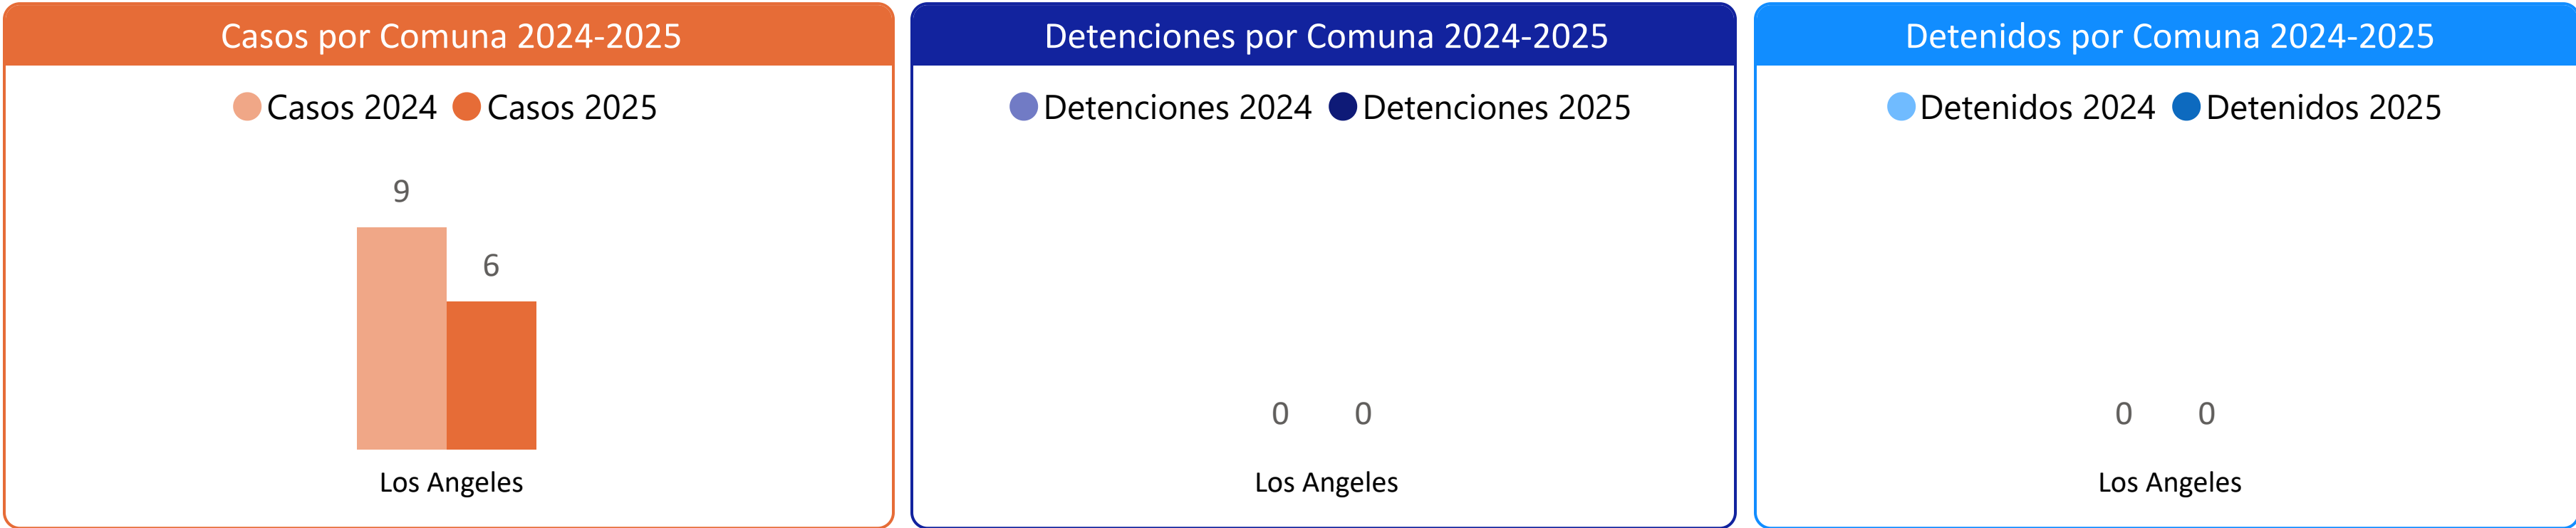 Casos por Comuna 2024-2025
Casos 2024 Casos 2025
9
6
Los Angeles
Detenciones por Comuna 2024-2025
Detenciones 2024 Detenciones 2025
0 0
Los Angeles
Detenidos por Comuna 2024-2025
Detenidos 2024 Detenidos 2025
0 0
Los Angeles